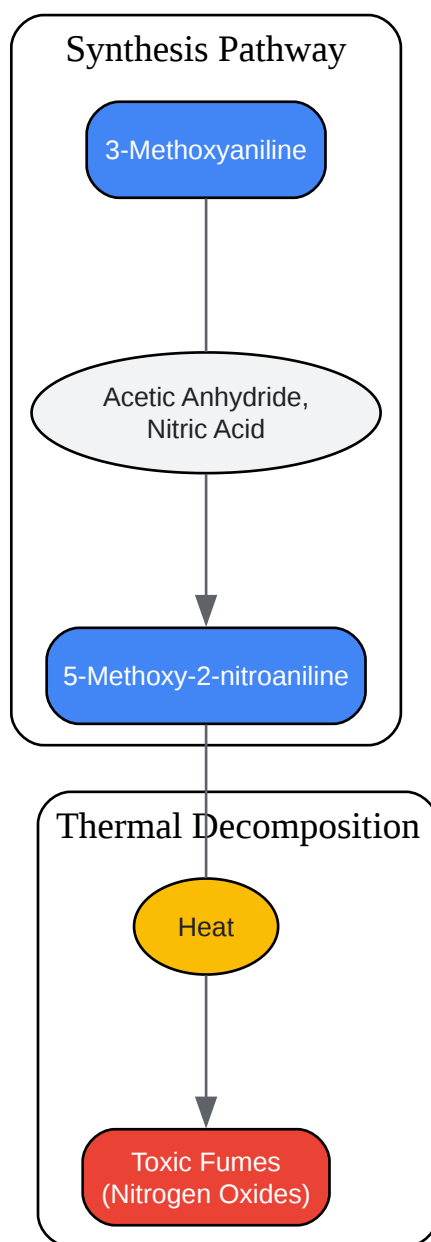 Synthesis Pathway
3-Methoxyaniline
Acetic Anhydride,
Nitric Acid
5-Methoxy-2-nitroaniline
Thermal Decomposition
Heat
Toxic Fumes
(Nitrogen Oxides)